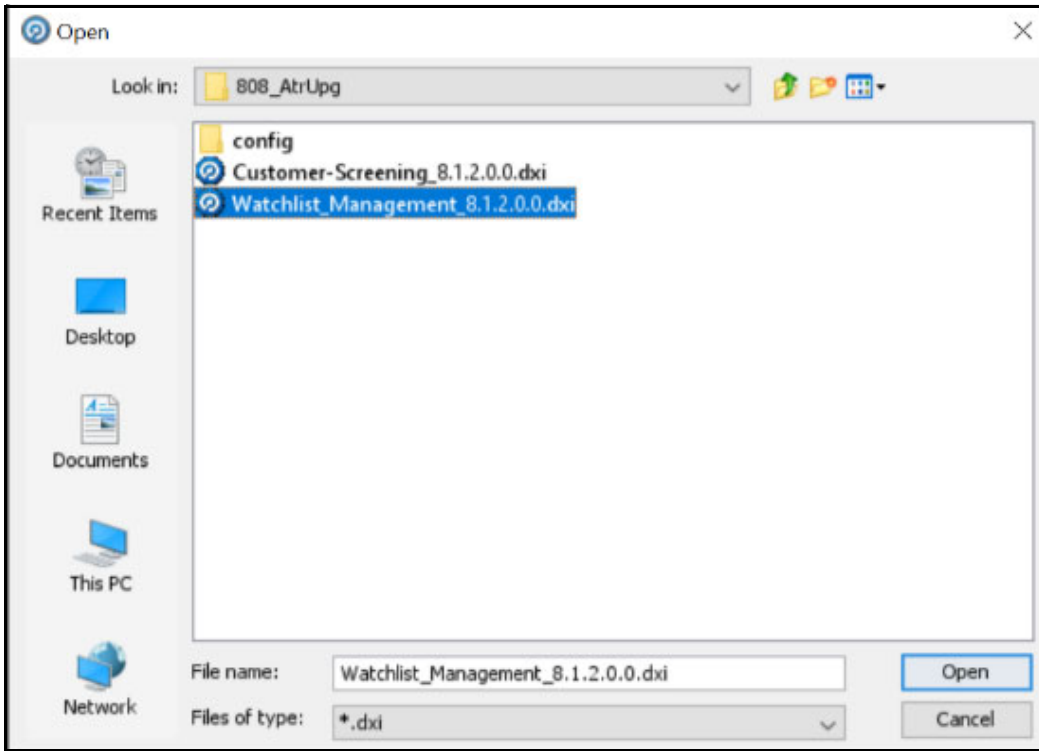 Open
Look in:
808_AtrUpg
config
Customer-Screening_8.1.2.0.0.dxi
Watchlist_Management_8.1.2.0.0.dxi
Recent Items
Desktop
Documents
This PC
Network
File name:
Watchlist_Management_8.1.2.0.0.dxi
Open
Files of type:
*.dxi
Cancel